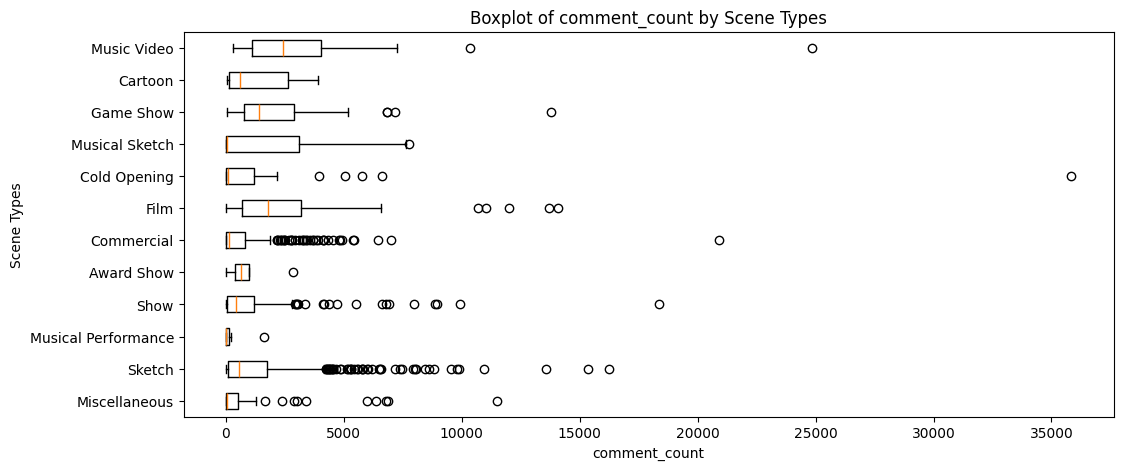 Boxplot of comment_count by Scene Types
Music Video
Cartoon
Game Show
Musical Sketch
Cold Opening
Film
Commercial
Award Show
Show
Musical Performance
Sketch
Miscellaneous
Scene Types
0 5000 10000 15000 20000 25000 30000 35000
comment_count